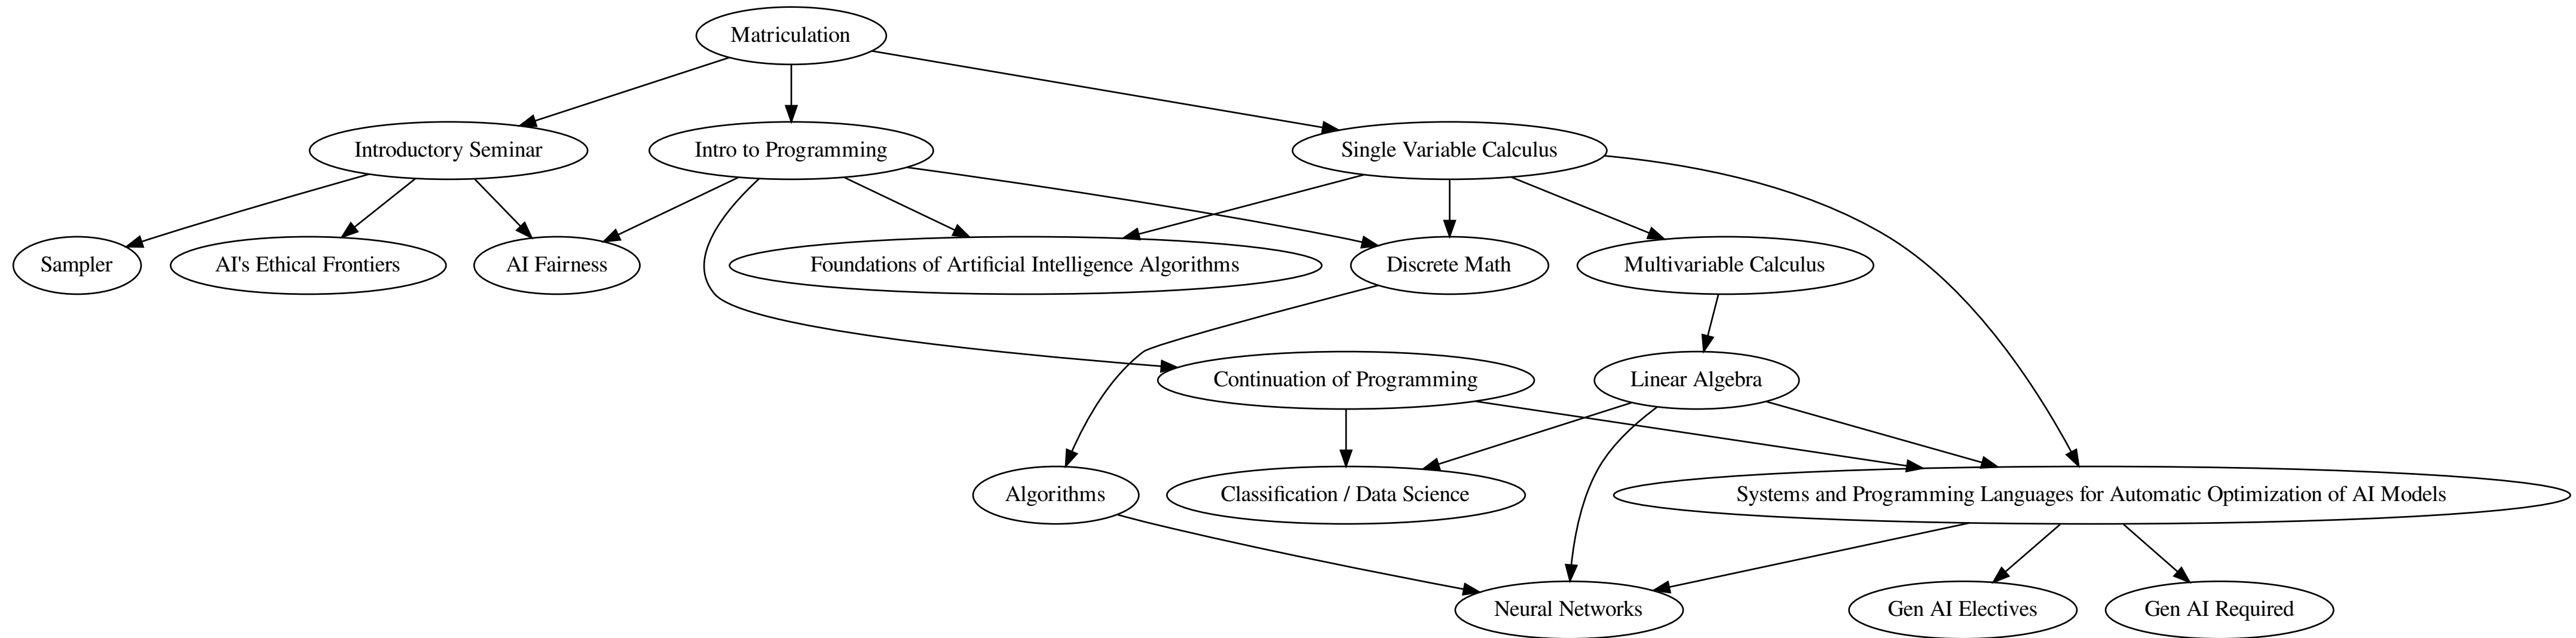 Matriculation
Introductory Seminar
Intro to Programming
Single Variable Calculus
Sampler
AI's Ethical Frontiers
AI Fairness
Foundations of Artificial Intelligence Algorithms
Discrete Math
Multivariable Calculus
Continuation of Programming
Linear Algebra
Algorithms
Classification / Data Science
Systems and Programming Languages for Automatic Optimization of AI Models
Neural Networks
Gen AI Electives
Gen AI Required